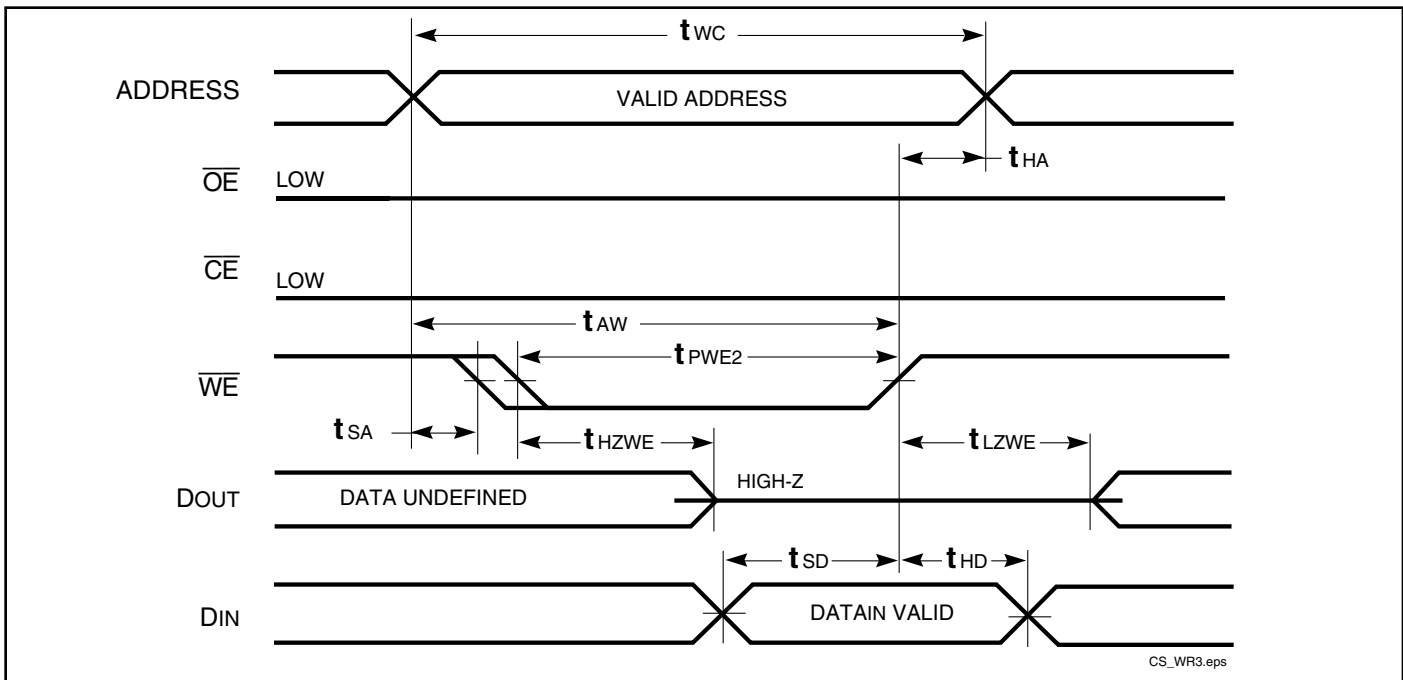 tWC
ADDRESS
VALID ADDRESS
tHA
OE
LOW
CE
LOW
tAW
tPWE2
WE
tSA
tHZWE
tLZWE
DOUT
DATA UNDEFINED
HIGH-Z
tSD
tHD
DIN
DATAIN VALID
CS_WR3.eps